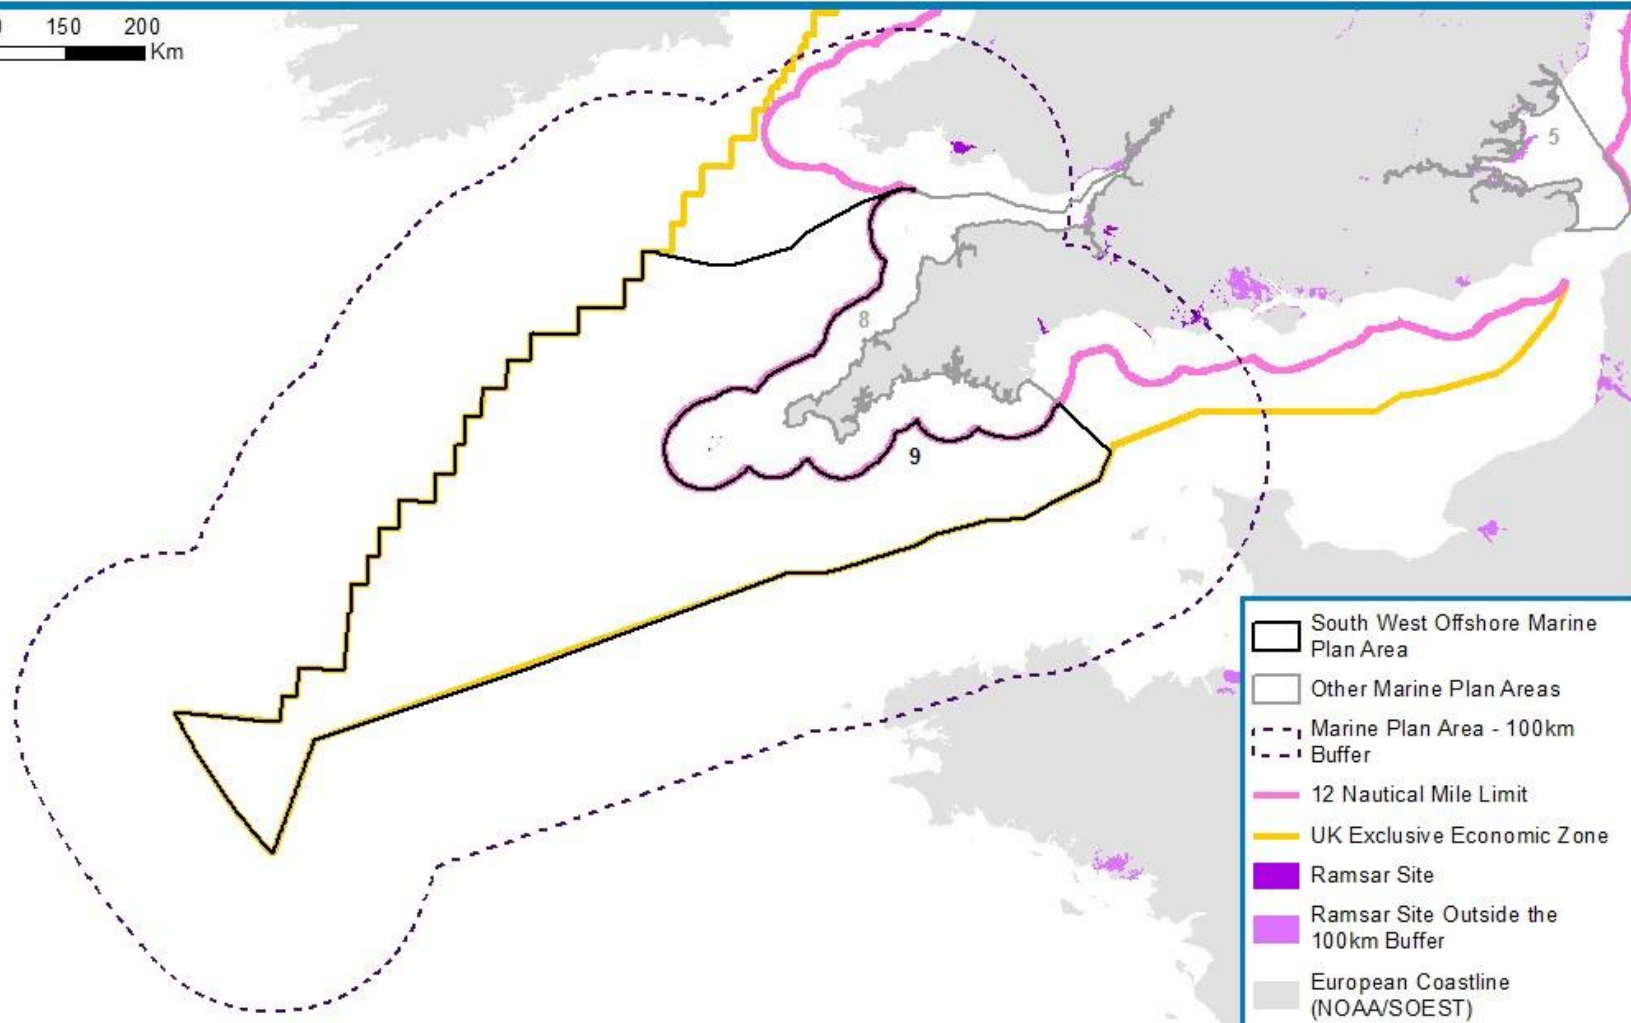 150 200
Km
5
8
9
South West Offshore Marine
Plan Area
Other Marine Plan Areas
Marine Plan Area - 100km
Buffer
12 Nautical Mile Limit
UK Exclusive Economic Zone
Ramsar Site
Ramsar Site Outside the
100km Buffer
European Coastline
(NOAA/SOEST)